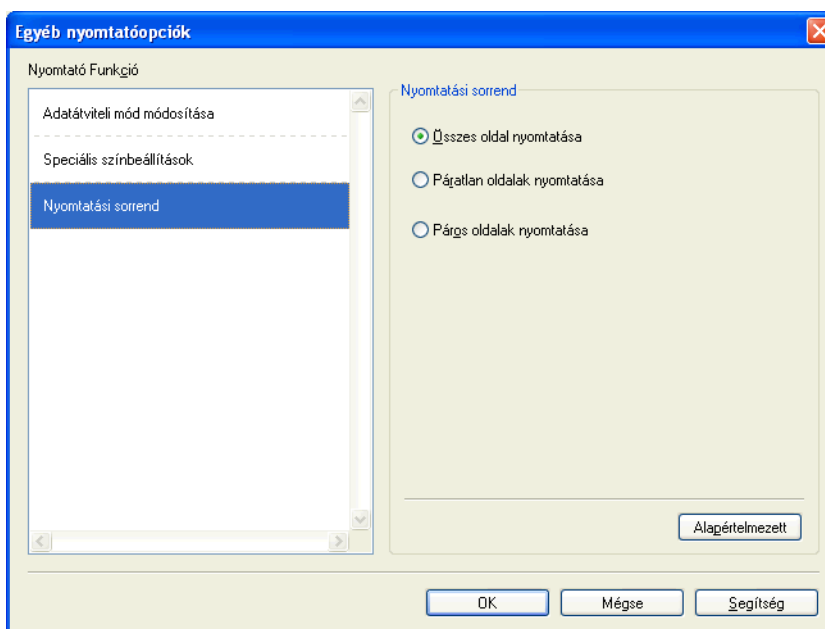 Egyéb nyomtatóopciók
Nyomtató Funkció
Adatátviteli mód módosítása
Speciális színbeállítások
Nyomtatási sorrend
Nyomtatási sorrend
Összes oldal nyomtatása
Páratlan oldalak nyomtatása
Páros oldalak nyomtatása
Alapértelmezett
OK Mégse Segítség